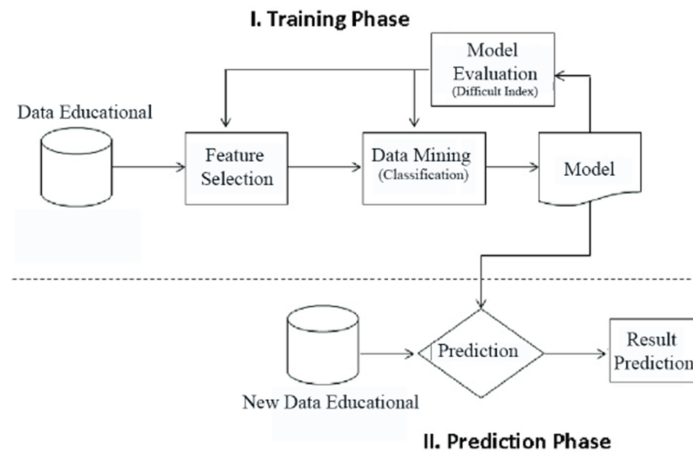 I. Training Phase
Model
Evaluation
(Difficult Index)
Data Educational
Feature
Selection
Data Mining
(Classification)
Model
Prediction
Result
Prediction
New Data Educational
II. Prediction Phase